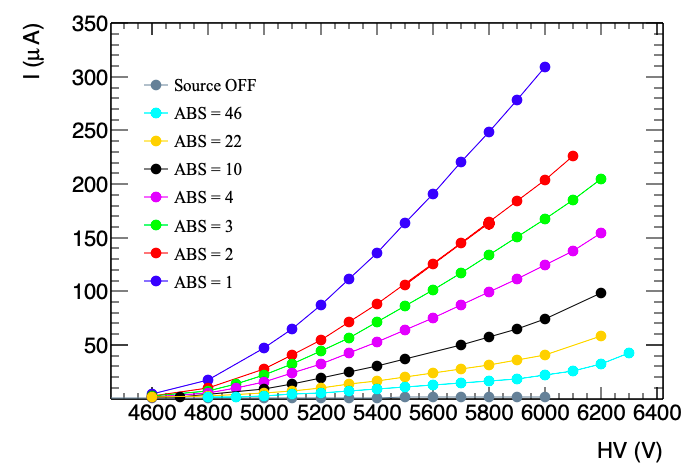 I (μ A)
350
300
250
200
150
100
50
Source OFF
ABS = 46
ABS = 22
ABS = 10
ABS = 4
ABS = 3
ABS = 2
ABS = 1
4600 4800 5000 5200 5400 5600 5800 6000 6200 6400
HV (V)